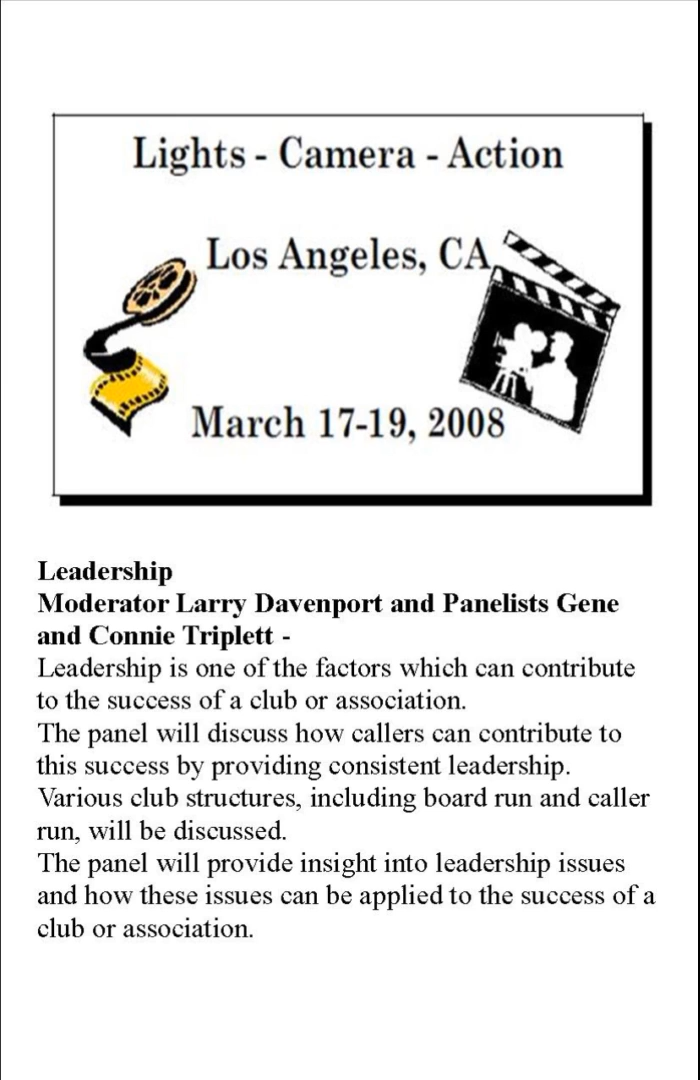 Lights - Camera - Action
Los Angeles, CA
March 17-19, 2008
Leadership
Moderator Larry Davenport and Panelists Gene
and Connie Triplett -
Leadership is one of the factors which can contribute
to the success of a club or association.
The panel will discuss how callers can contribute to
this success by providing consistent leadership.
Various club structures, including board run and caller
run, will be discussed.
The panel will provide insight into leadership issues
and how these issues can be applied to the success of a
club or association.